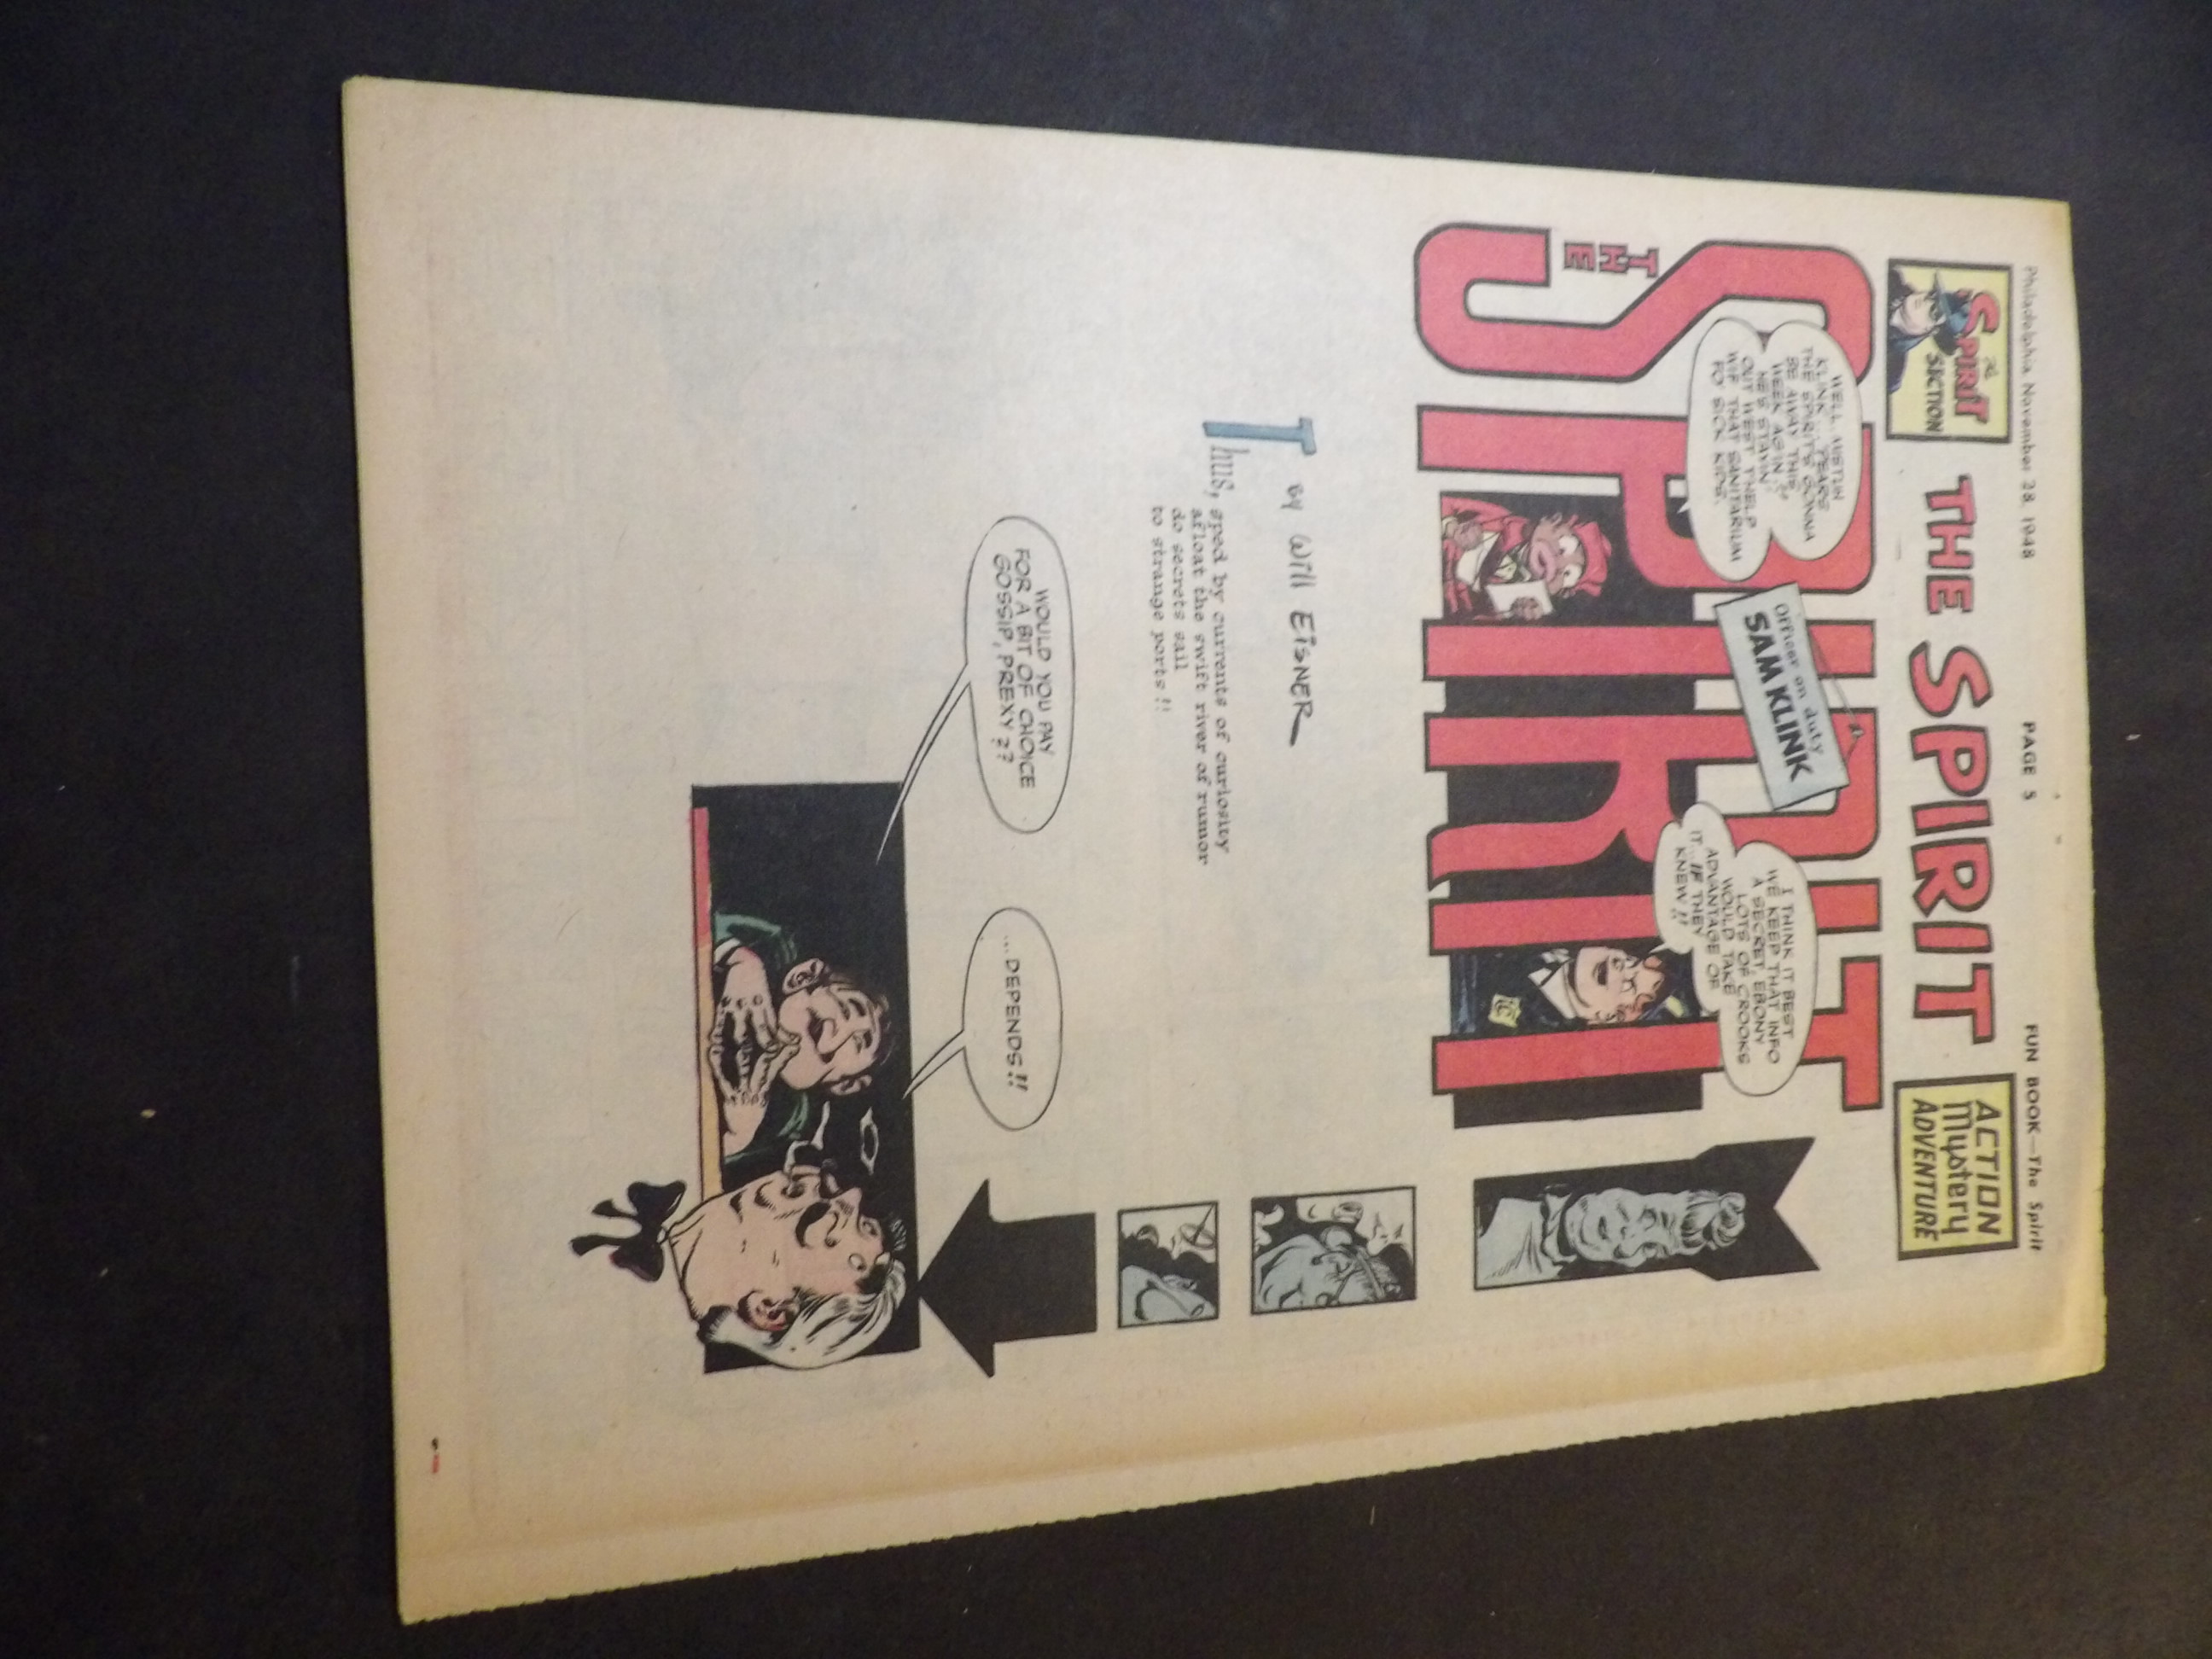 Philadelphia, November 28, 1948
PAGE 5
FUN BOOK—The Spirit
The
SPIRIT
SECTION
THE SPIRIT
ACTION
Mystery
ADVENTURE
THE
SPIRIT
WELL, MISTUH
KLINK.. 'PEARS
THE SPIRIT'S GONNA
BE AWAY THIS
WEEK AG'IN..
HE'S STAYIN'
OUT WEST T'HELP
WIF THAT SANITARIUM
FO' SICK KIDS.
Officer on duty
SAM KLINK
I THINK IT BEST
WE KEEP THAT INFO
A SECRET, EBONY
LOTS OF CROOKS
WOULD TAKE
ADVANTAGE OF
IT.. IF THEY
KNEW!!
BY WILL EISNER
Thus, sped by currents of curiosity
afloat the swift river of rumor
do secrets sail
to strange ports!!
WOULD YOU PAY
FOR A BIT OF CHOICE
GOSSIP, PREXY??
...DEPENDS!!